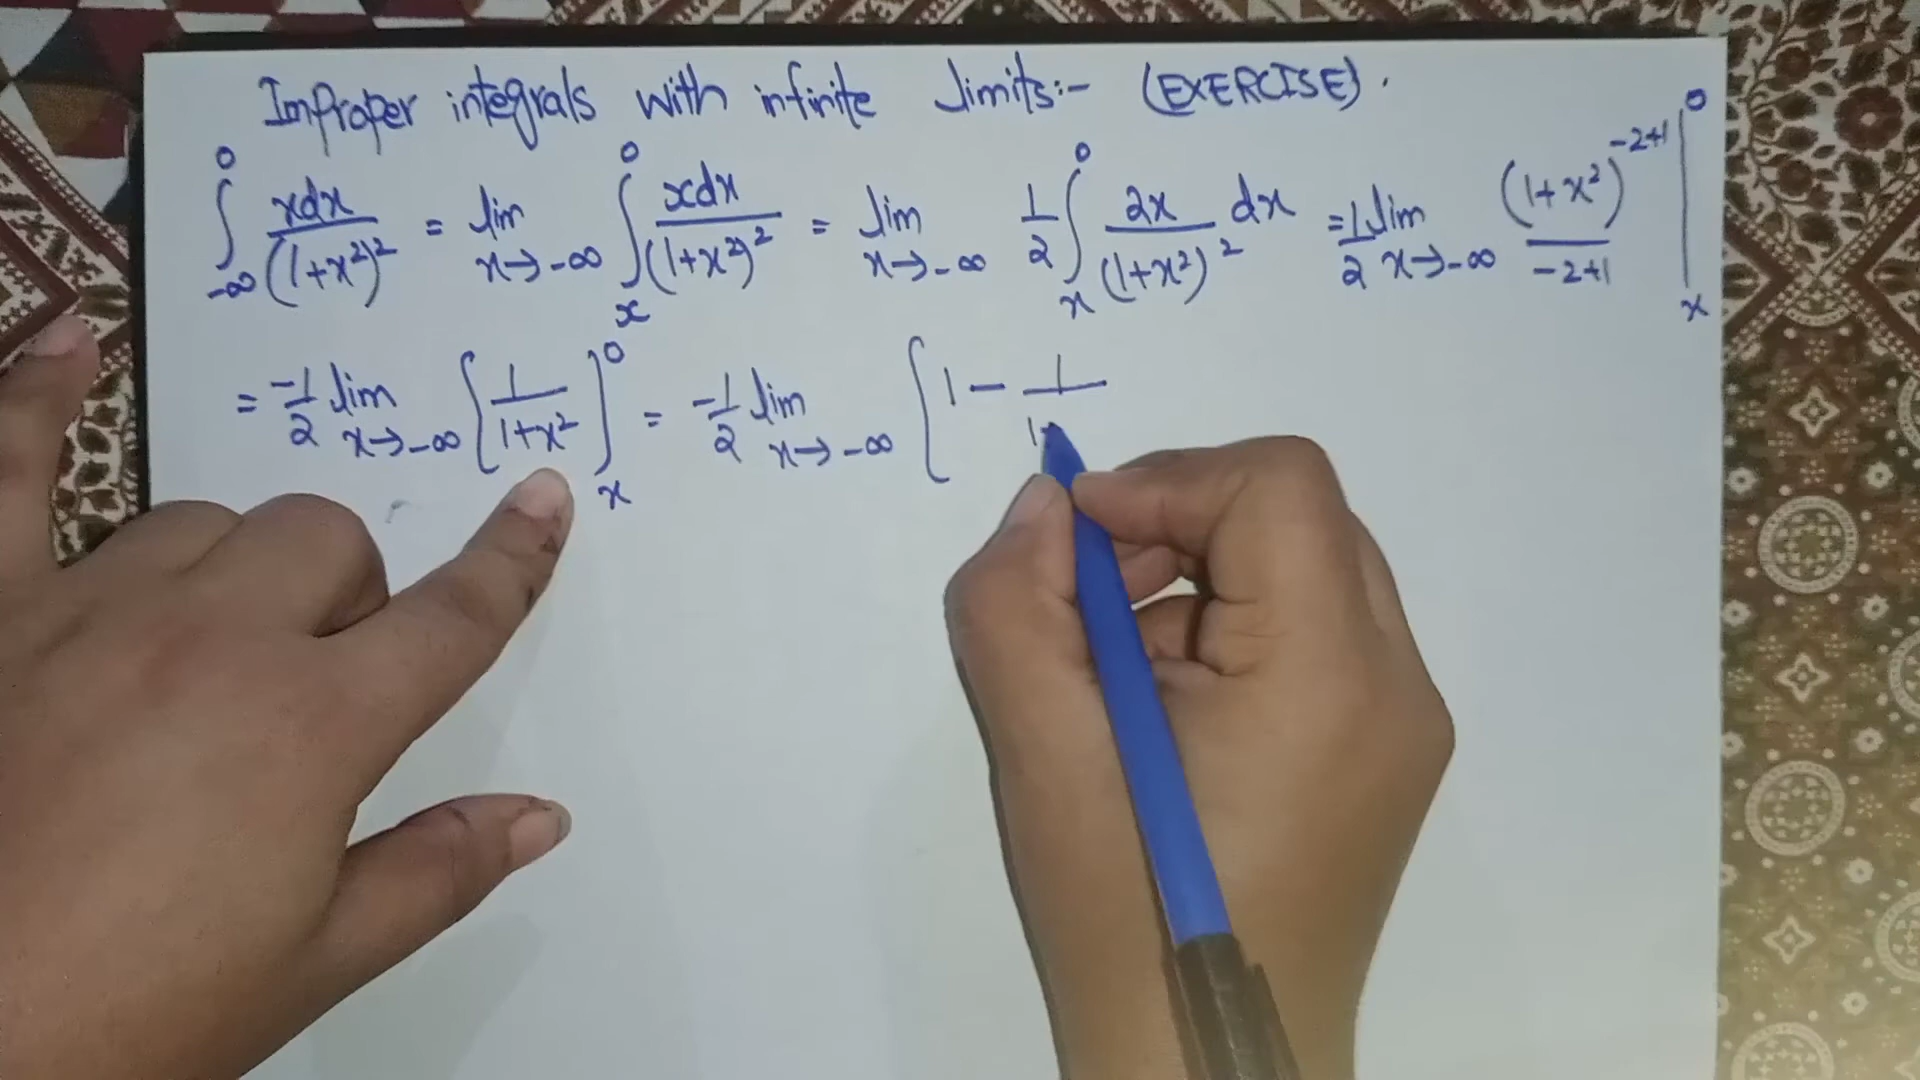 Improper integrals with infinite limits:- (EXERCISE).
∫_{-∞}^{0} xdx/(1+x²)² = lim_{x→-∞} ∫_{x}^{0} xdx/(1+x²)² = lim_{x→-∞} 1/2 ∫_{x}^{0} 2x/(1+x²)² dx = 1/2 lim_{x→-∞} (1+x²)^{-2+1}/(-2+1) |_{x}^{0}
= -1/2 lim_{x→-∞} [1/(1+x²)]_{x}^{0} = -1/2 lim_{x→-∞} [1 - 1/1+